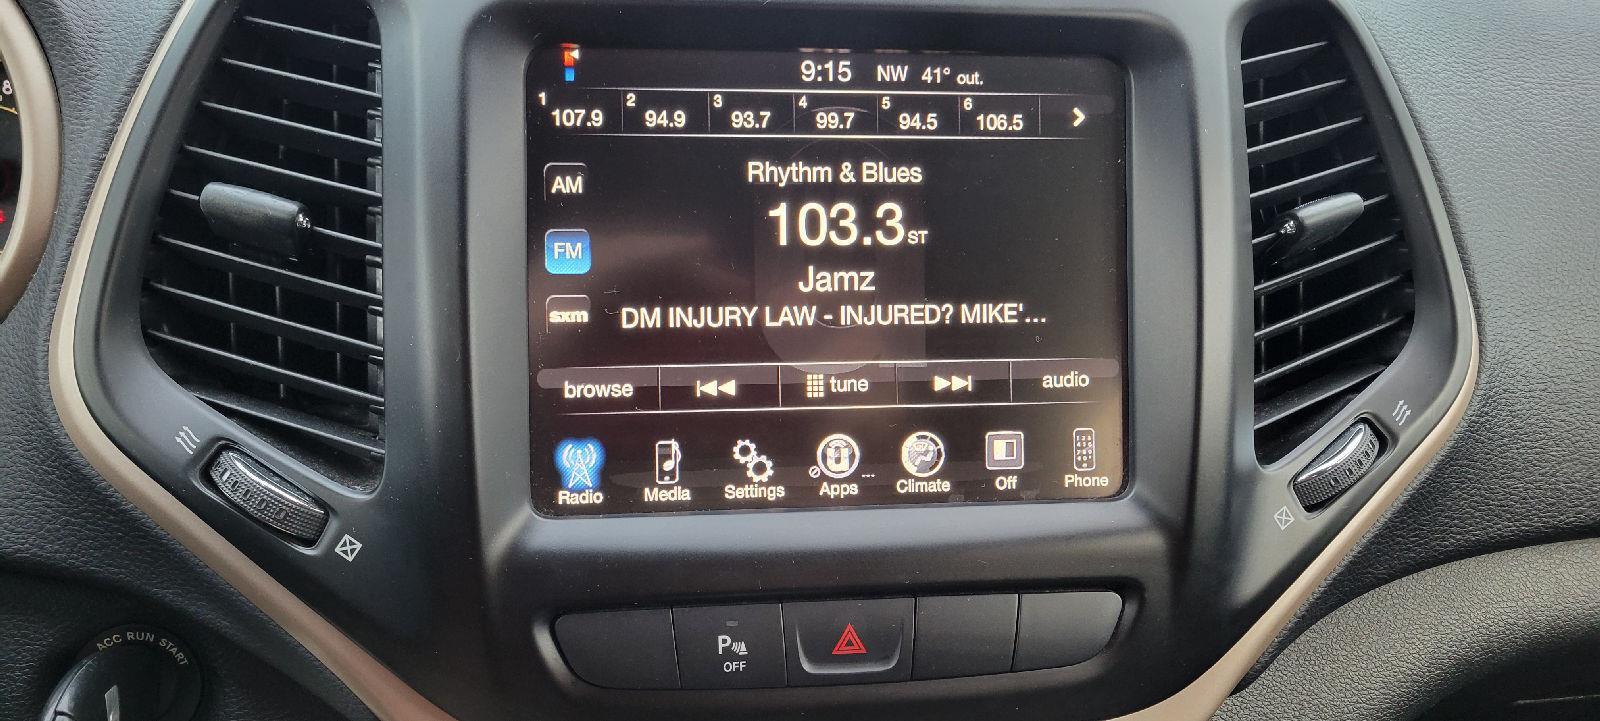 9:15 NW 41° out.
1 2 3 4 5 6
107.9 94.9 93.7 99.7 94.5 106.5
AM
Rhythm & Blues
103.3 ST
FM
Jamz
sxm
DM INJURY LAW - INJURED? MIKE'...
browse tune audio
Radio Media Settings Apps ... Climate Off Phone
P OFF
ACC RUN START
8